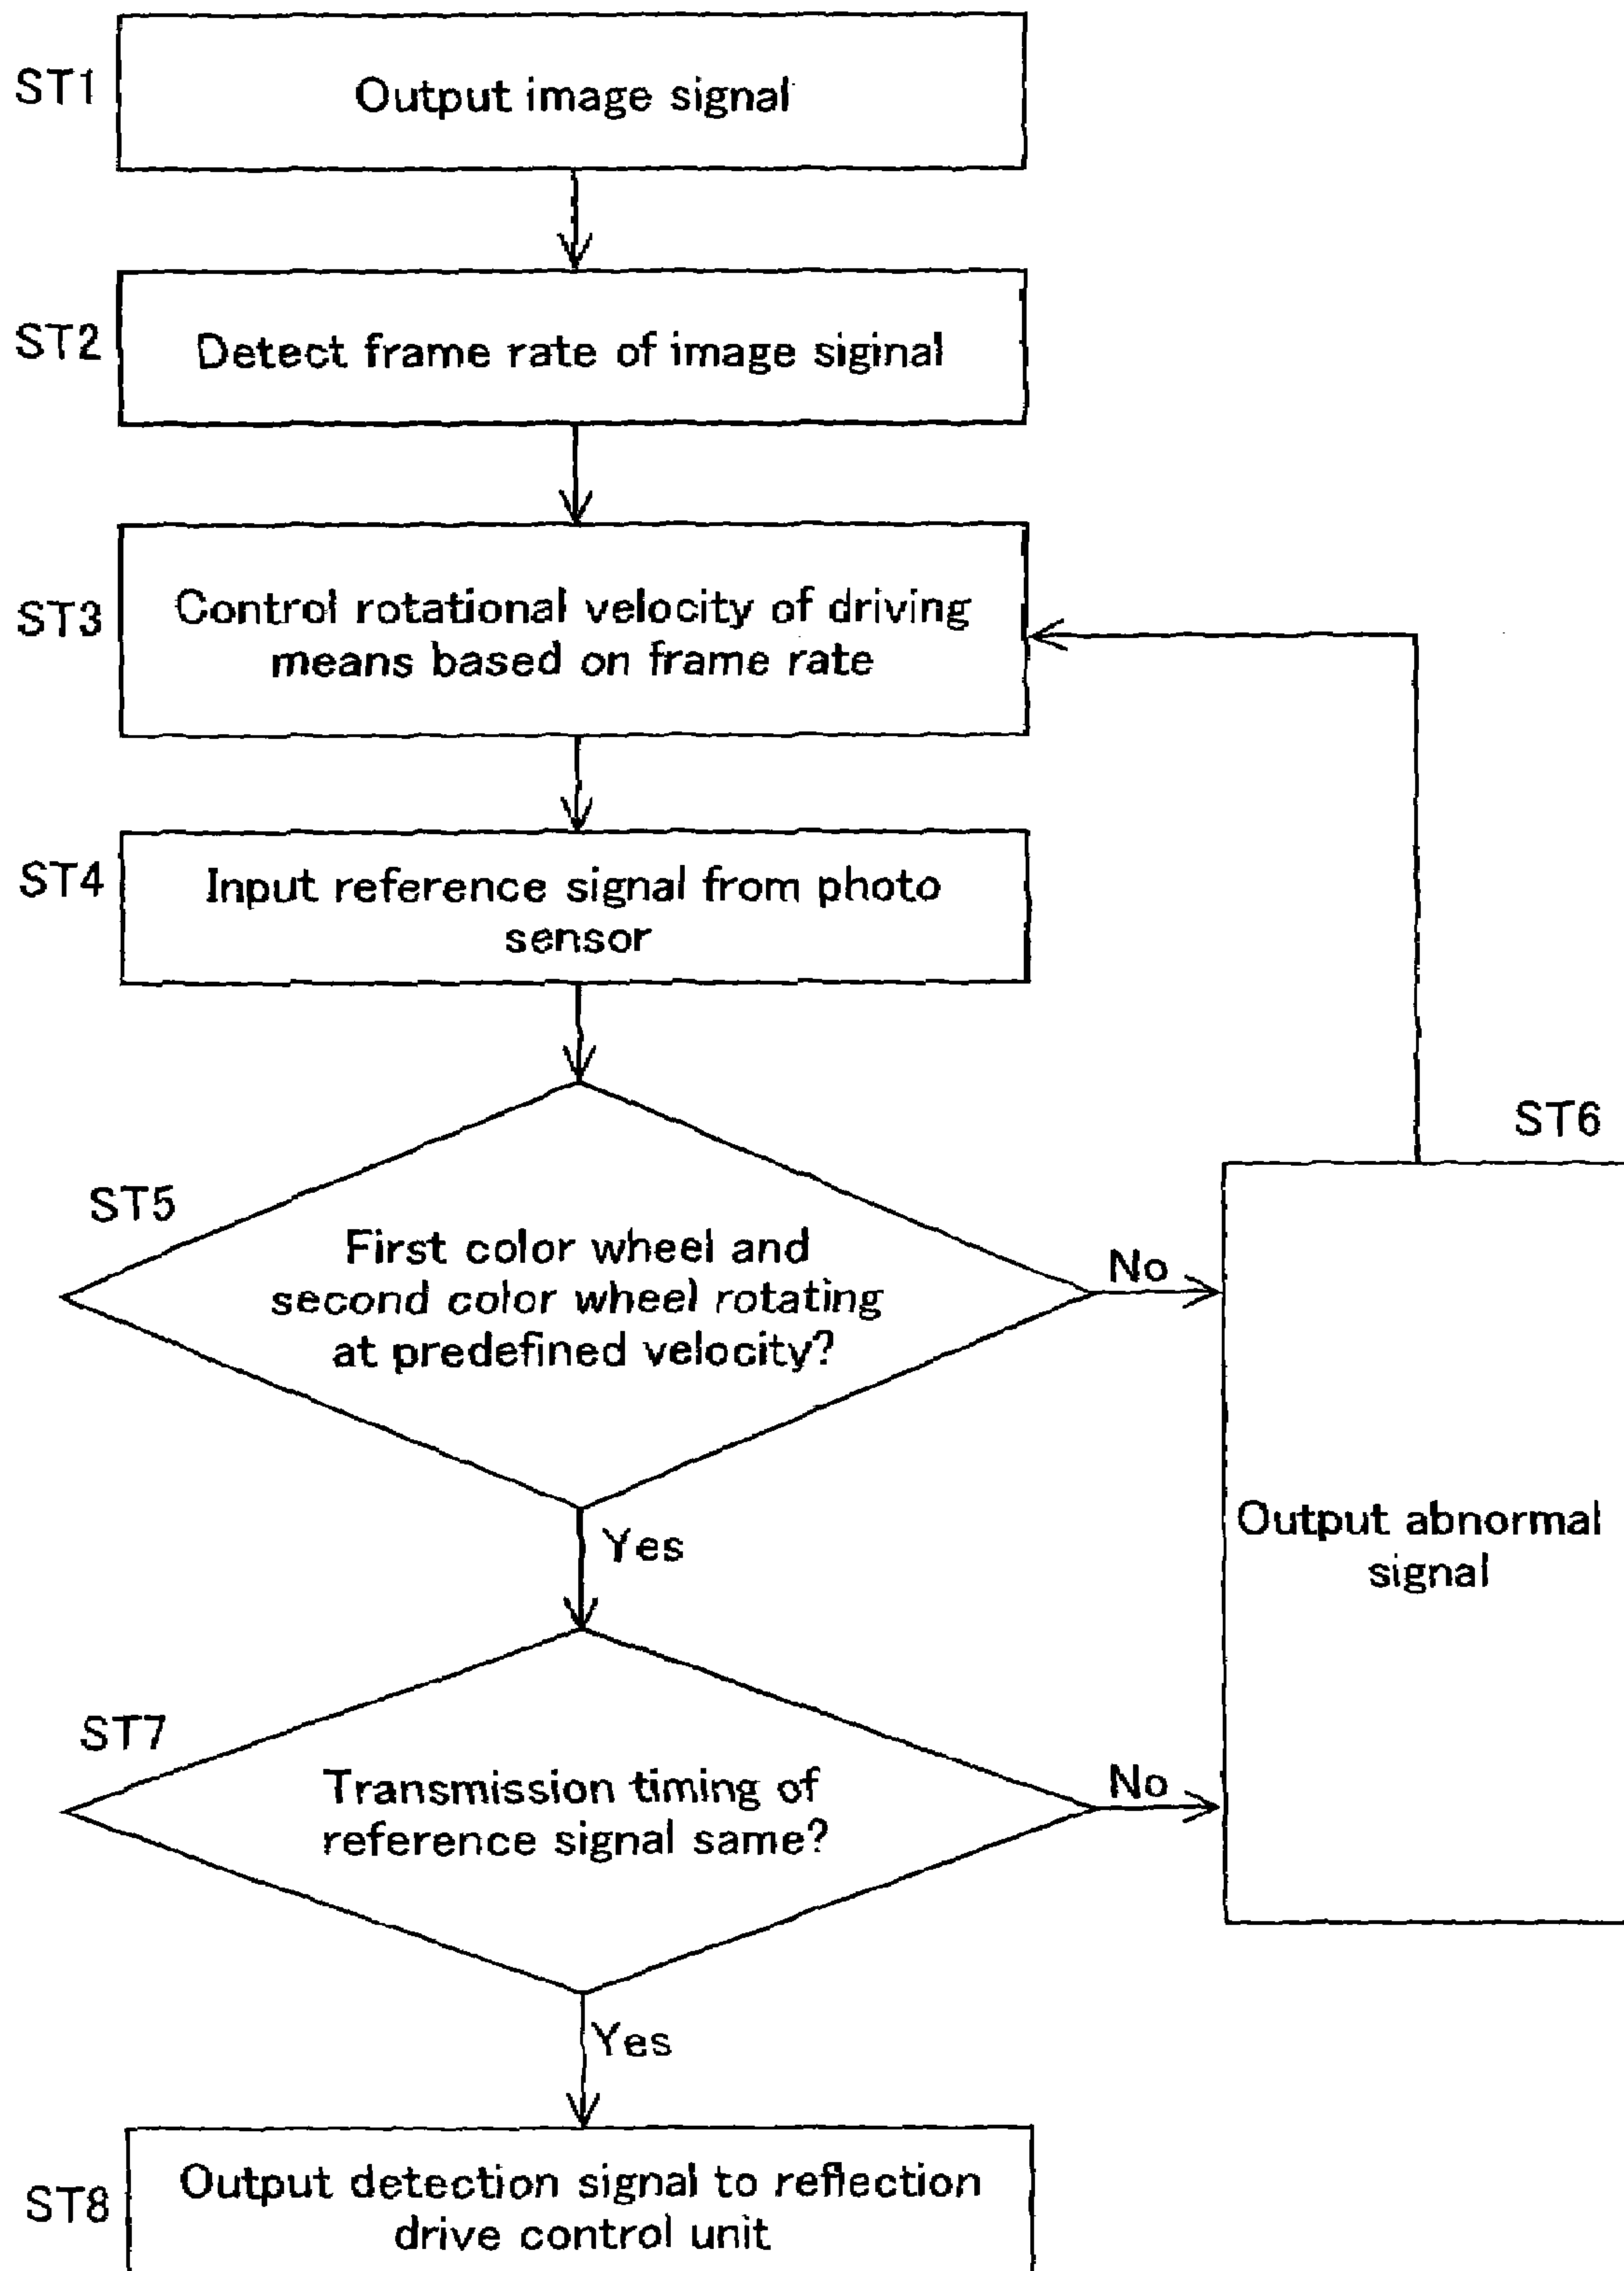 ST1
Output image signal
ST2
Detect frame rate of image siginal
ST3
Control rotational velocity of driving
means based on frame rate
ST4
Input reference signal from photo
sensor
ST5
First color wheel and
second color wheel rotating
at predefined velocity?
No
Yes
ST6
Output abnormal
signal
ST7
Transmission timing of
reference signal same?
No
Yes
ST8
Output detection signal to reflection
drive control unit